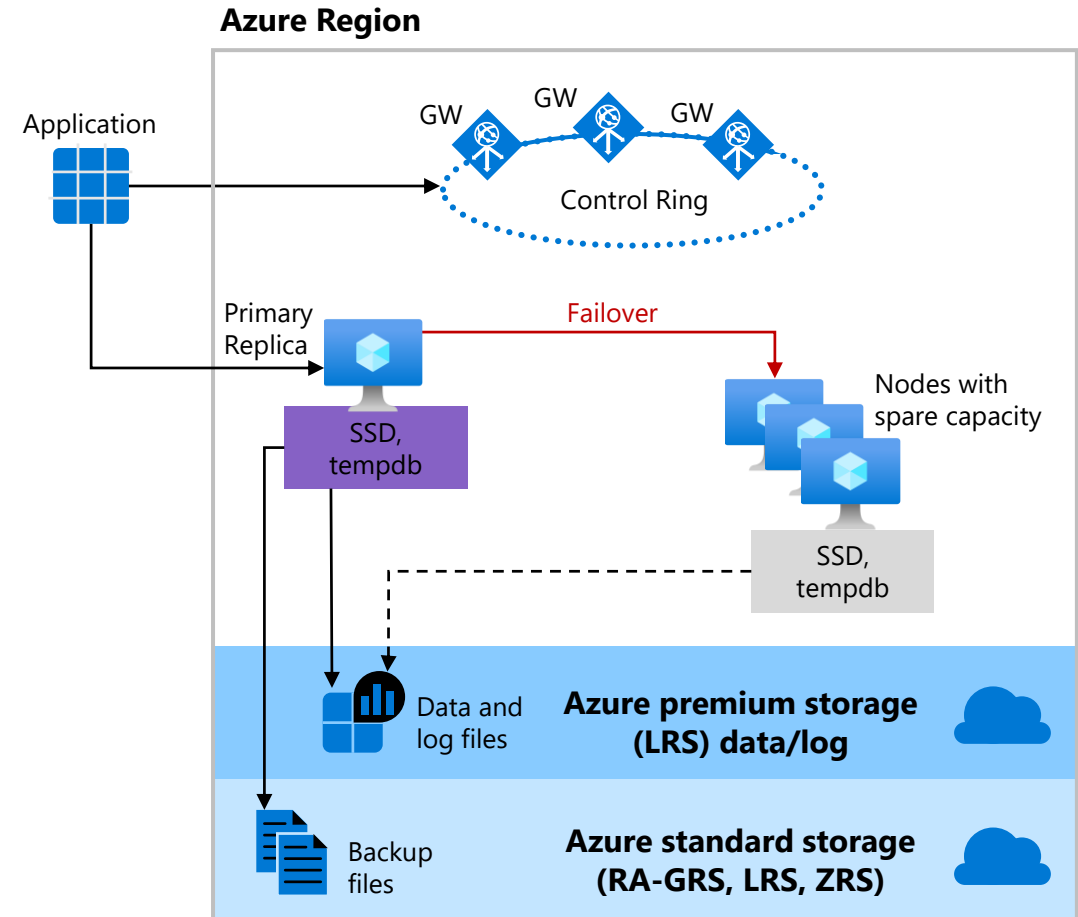 Azure Region
Application
GW
GW
GW
Control Ring
Primary
Replica
Failover
Nodes with
spare capacity
SSD,
tempdb
SSD,
tempdb
Data and
log files
Azure premium storage
(LRS) data/log
Backup
files
Azure standard storage
(RA-GRS, LRS, ZRS)